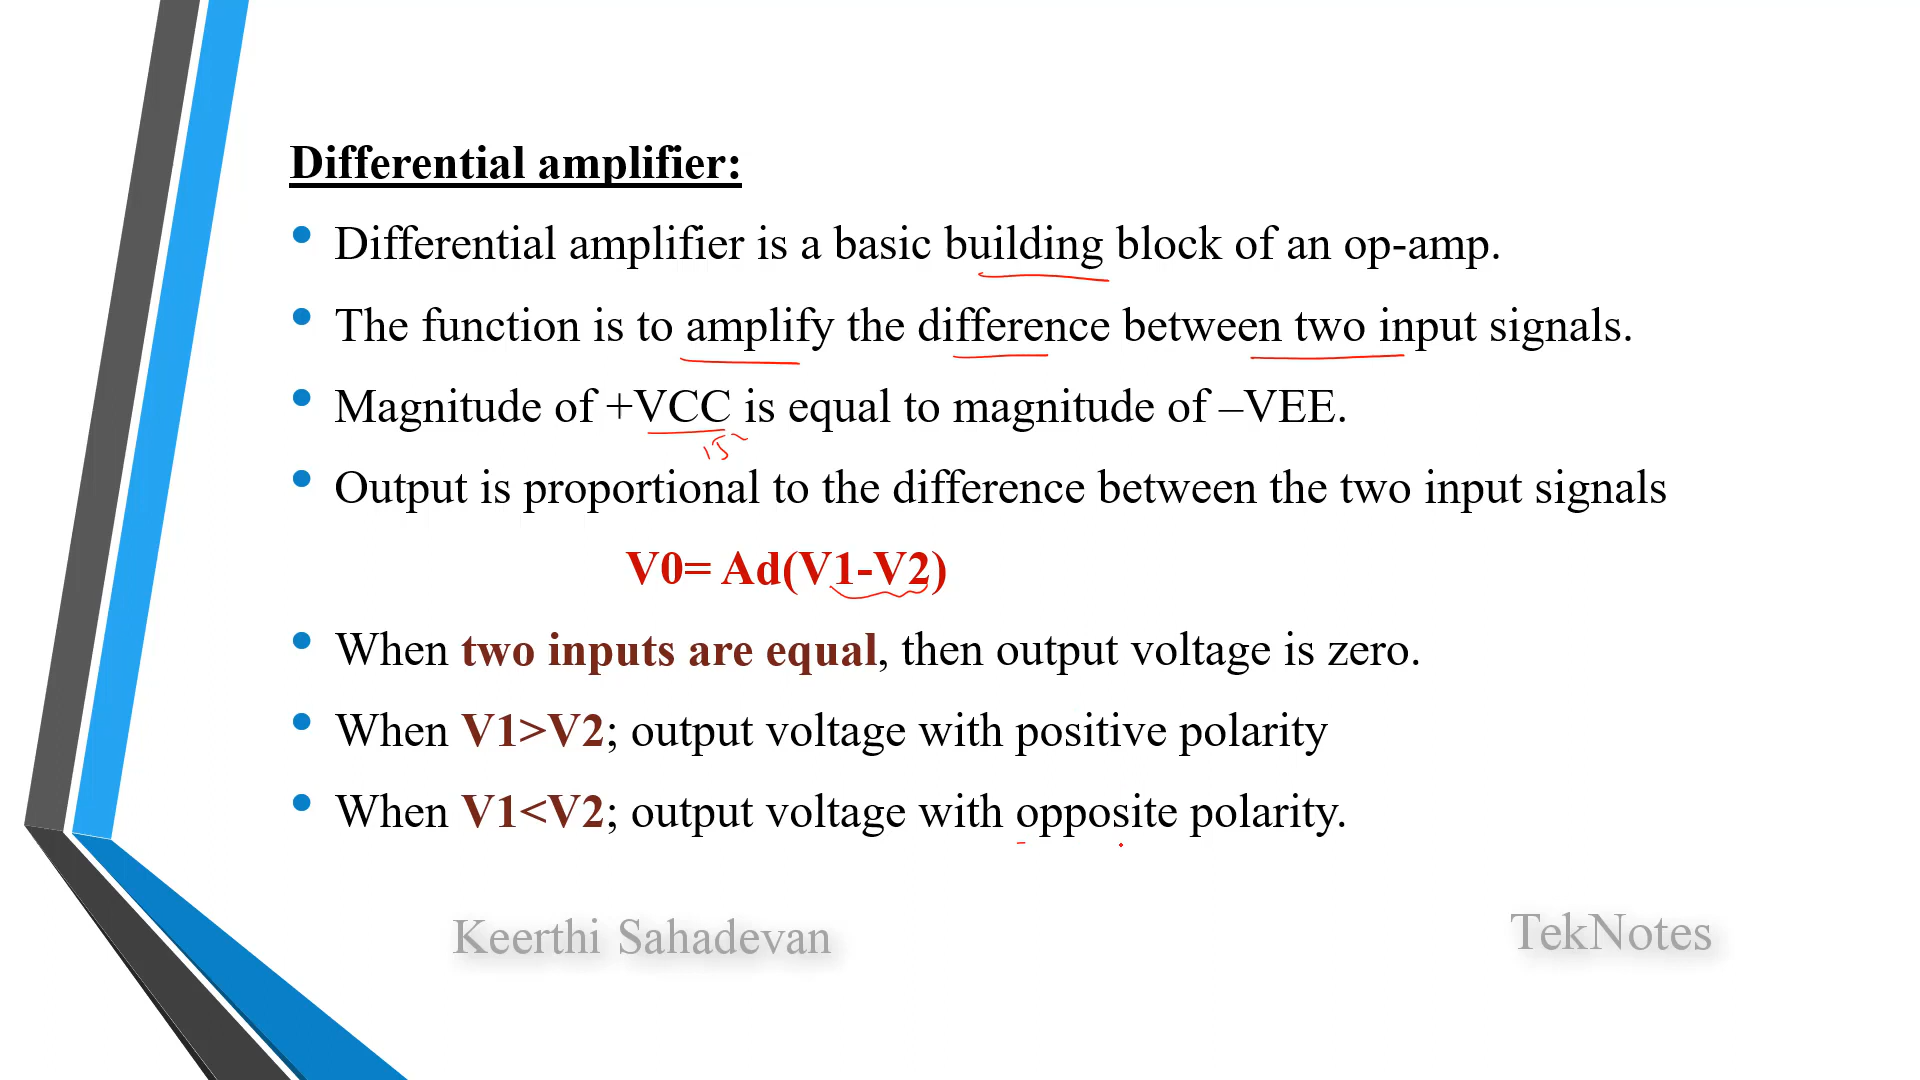 Differential amplifier:
• Differential amplifier is a basic building block of an op-amp.
• The function is to amplify the difference between two input signals.
• Magnitude of +VCC is equal to magnitude of –VEE.
15
• Output is proportional to the difference between the two input signals
V0= Ad(V1-V2)
• When two inputs are equal, then output voltage is zero.
• When V1>V2; output voltage with positive polarity
• When V1<V2; output voltage with opposite polarity.
Keerthi Sahadevan
TekNotes